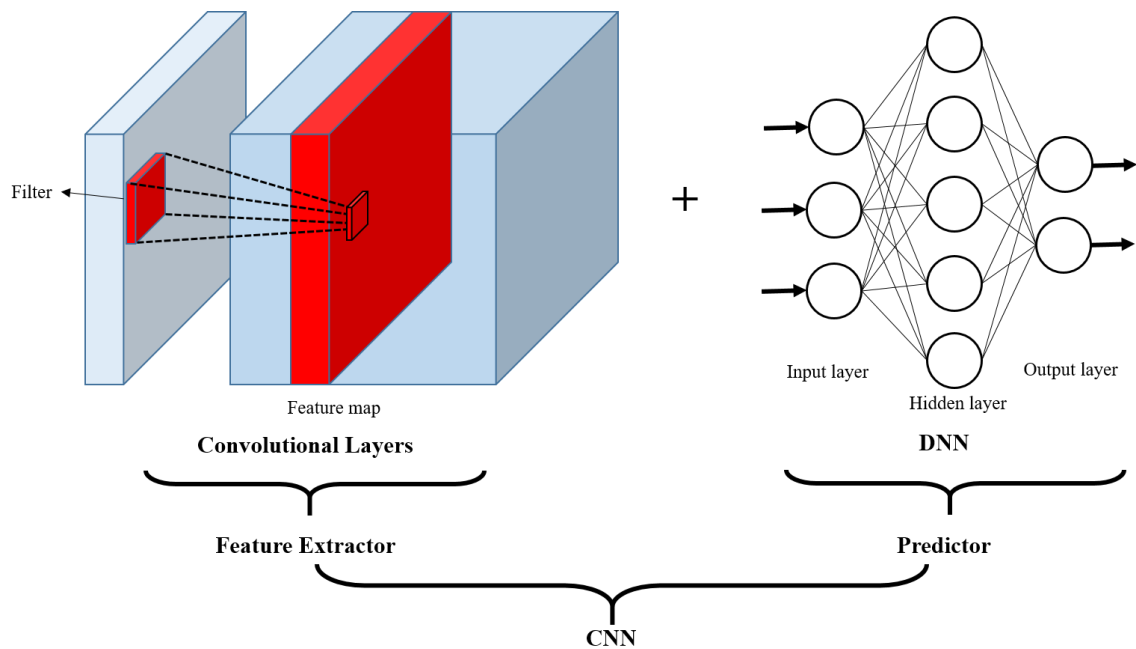 Filter
+
Input layer
Output layer
Feature map
Hidden layer
Convolutional Layers
DNN
Feature Extractor
Predictor
CNN